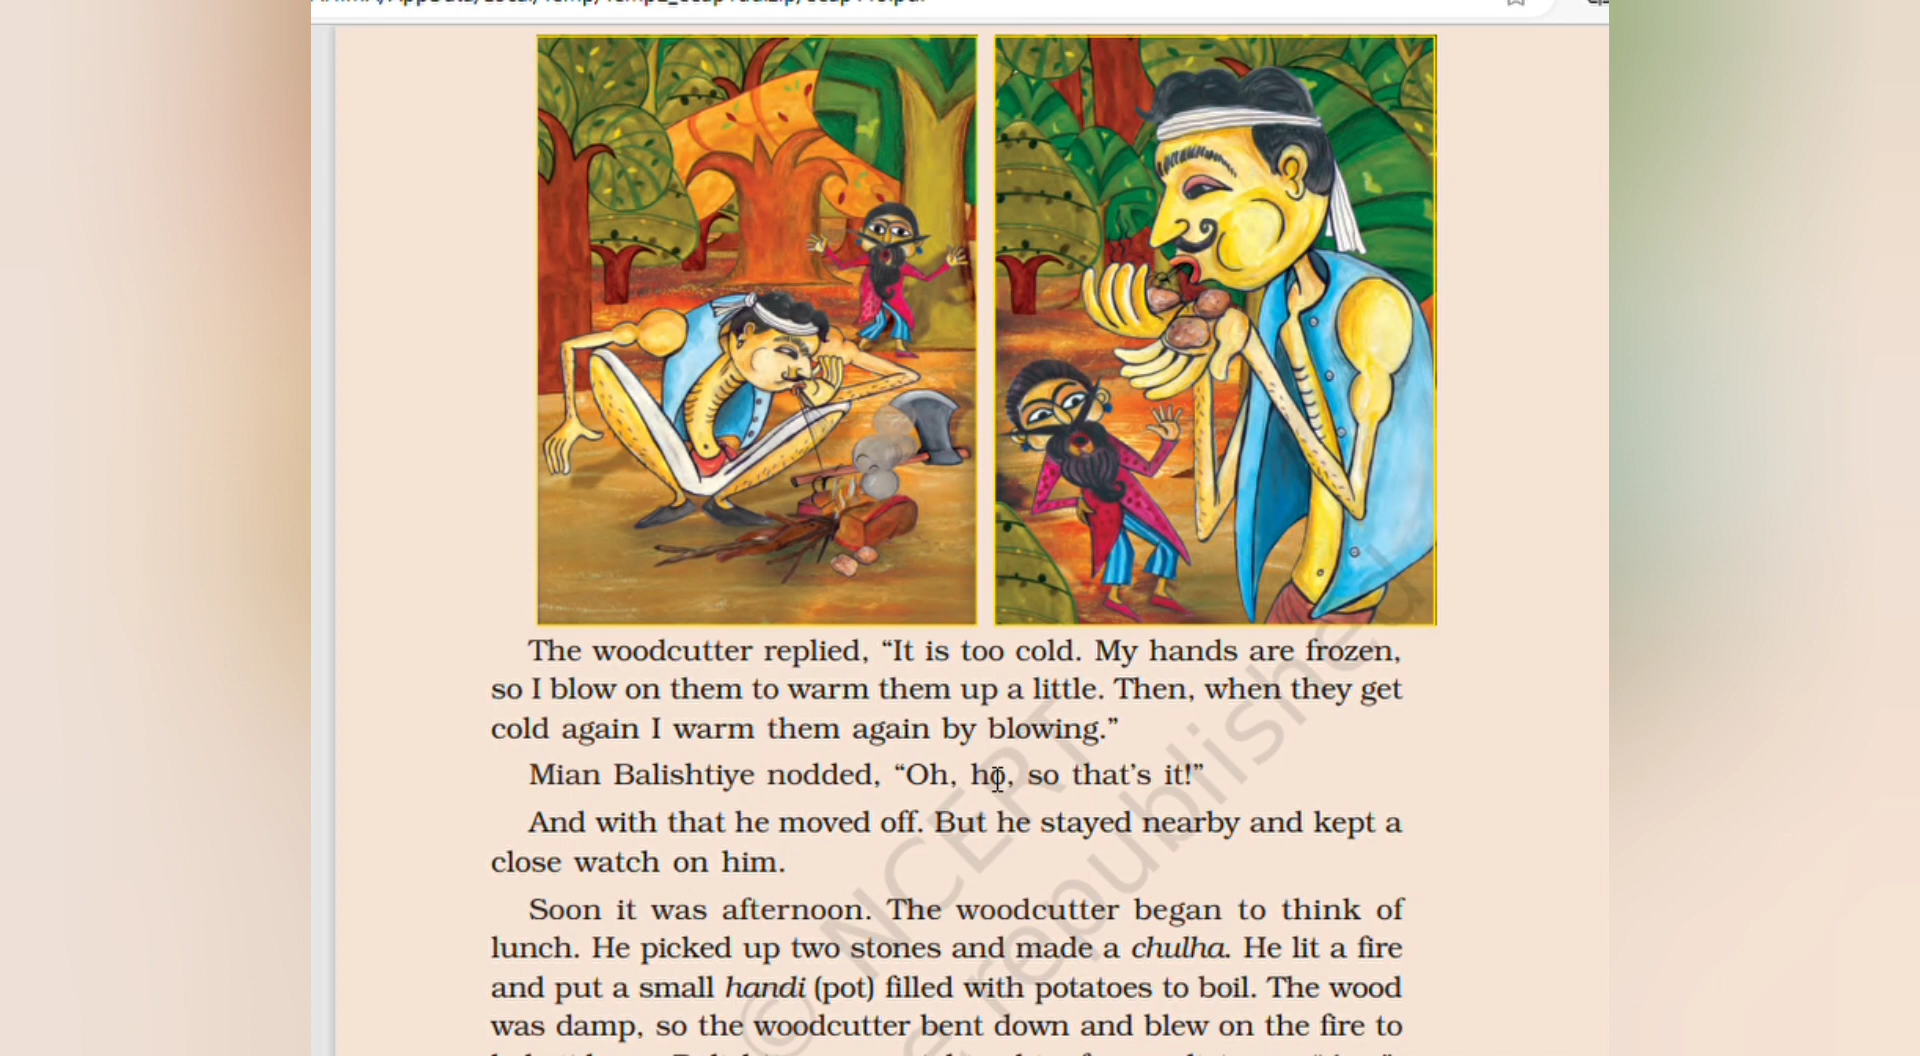 The woodcutter replied, “It is too cold. My hands are frozen,
so I blow on them to warm them up a little. Then, when they get
cold again I warm them again by blowing.”
Mian Balishtiye nodded, “Oh, ho, so that’s it!”
And with that he moved off. But he stayed nearby and kept a
close watch on him.
Soon it was afternoon. The woodcutter began to think of
lunch. He picked up two stones and made a chulha. He lit a fire
and put a small handi (pot) filled with potatoes to boil. The wood
was damp, so the woodcutter bent down and blew on the fire to
© NCERT
republished